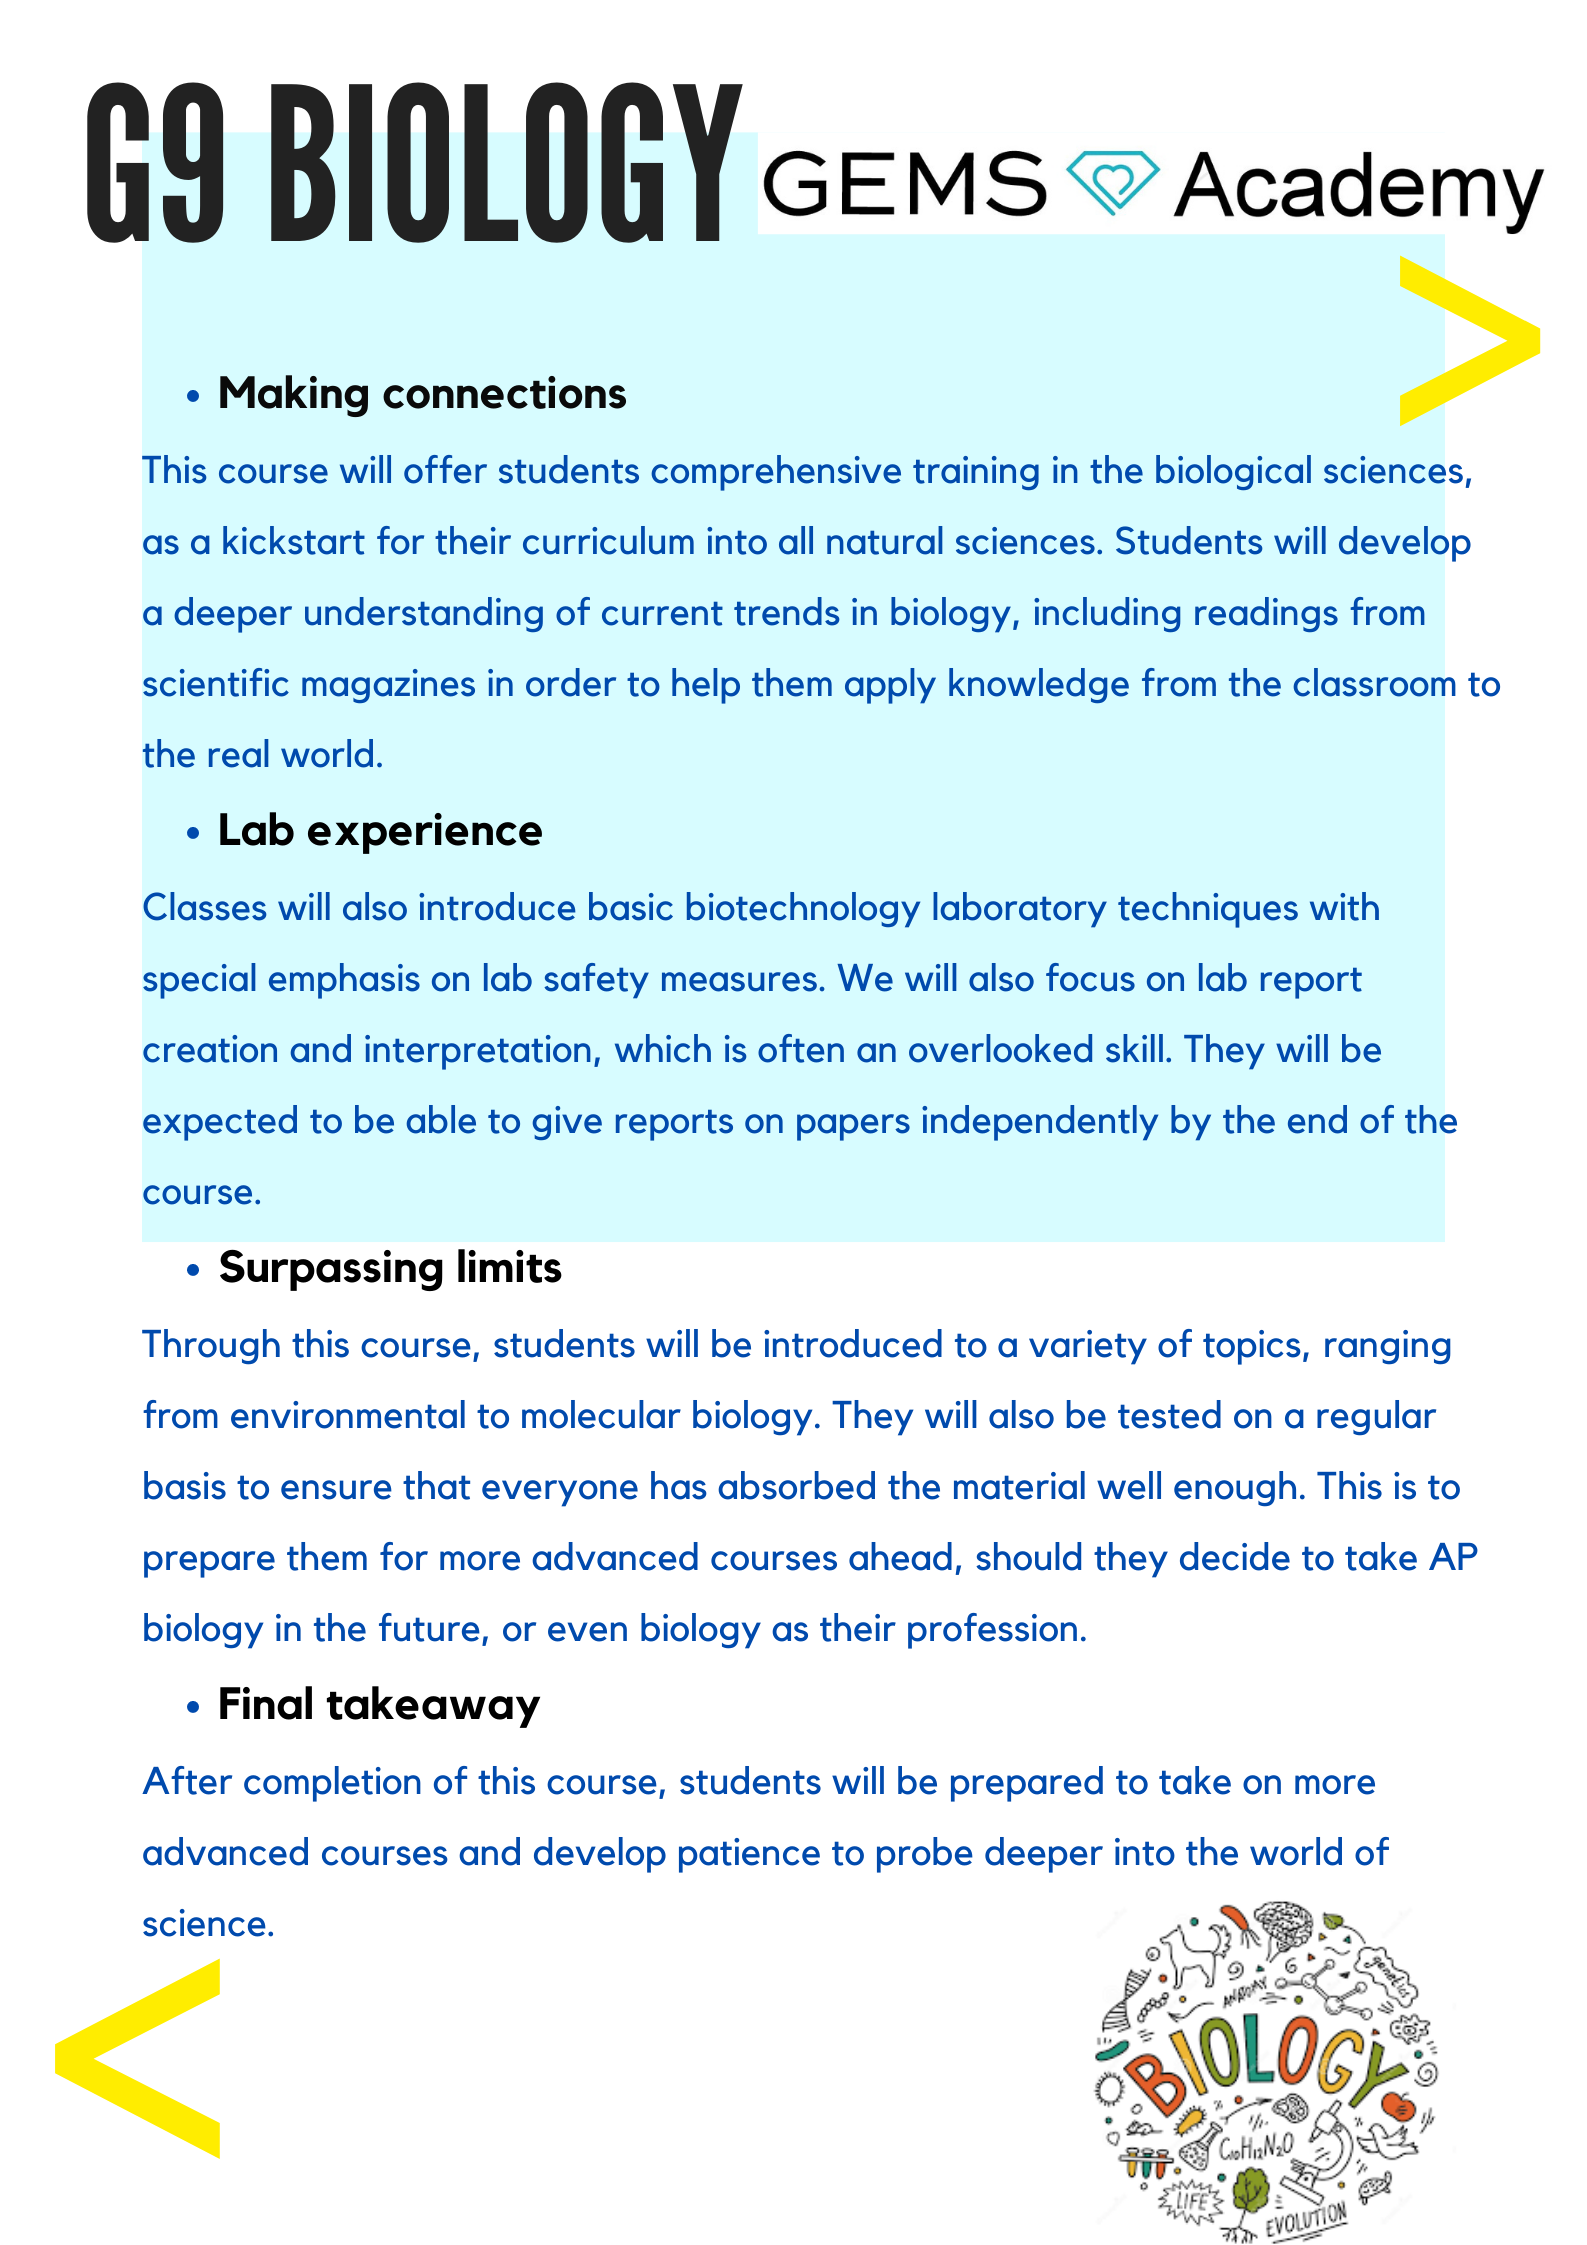 G9 BIOLOGY
GEMS Academy
• Making connections
This course will offer students comprehensive training in the biological sciences,
as a kickstart for their curriculum into all natural sciences. Students will develop
a deeper understanding of current trends in biology, including readings from
scientific magazines in order to help them apply knowledge from the classroom to
the real world.
• Lab experience
Classes will also introduce basic biotechnology laboratory techniques with
special emphasis on lab safety measures. We will also focus on lab report
creation and interpretation, which is often an overlooked skill. They will be
expected to be able to give reports on papers independently by the end of the
course.
• Surpassing limits
Through this course, students will be introduced to a variety of topics, ranging
from environmental to molecular biology. They will also be tested on a regular
basis to ensure that everyone has absorbed the material well enough. This is to
prepare them for more advanced courses ahead, should they decide to take AP
biology in the future, or even biology as their profession.
• Final takeaway
After completion of this course, students will be prepared to take on more
advanced courses and develop patience to probe deeper into the world of
science.
genetics
ANATOMY
BIOLOGY
C10H12N2O
LIFE
EVOLUTION